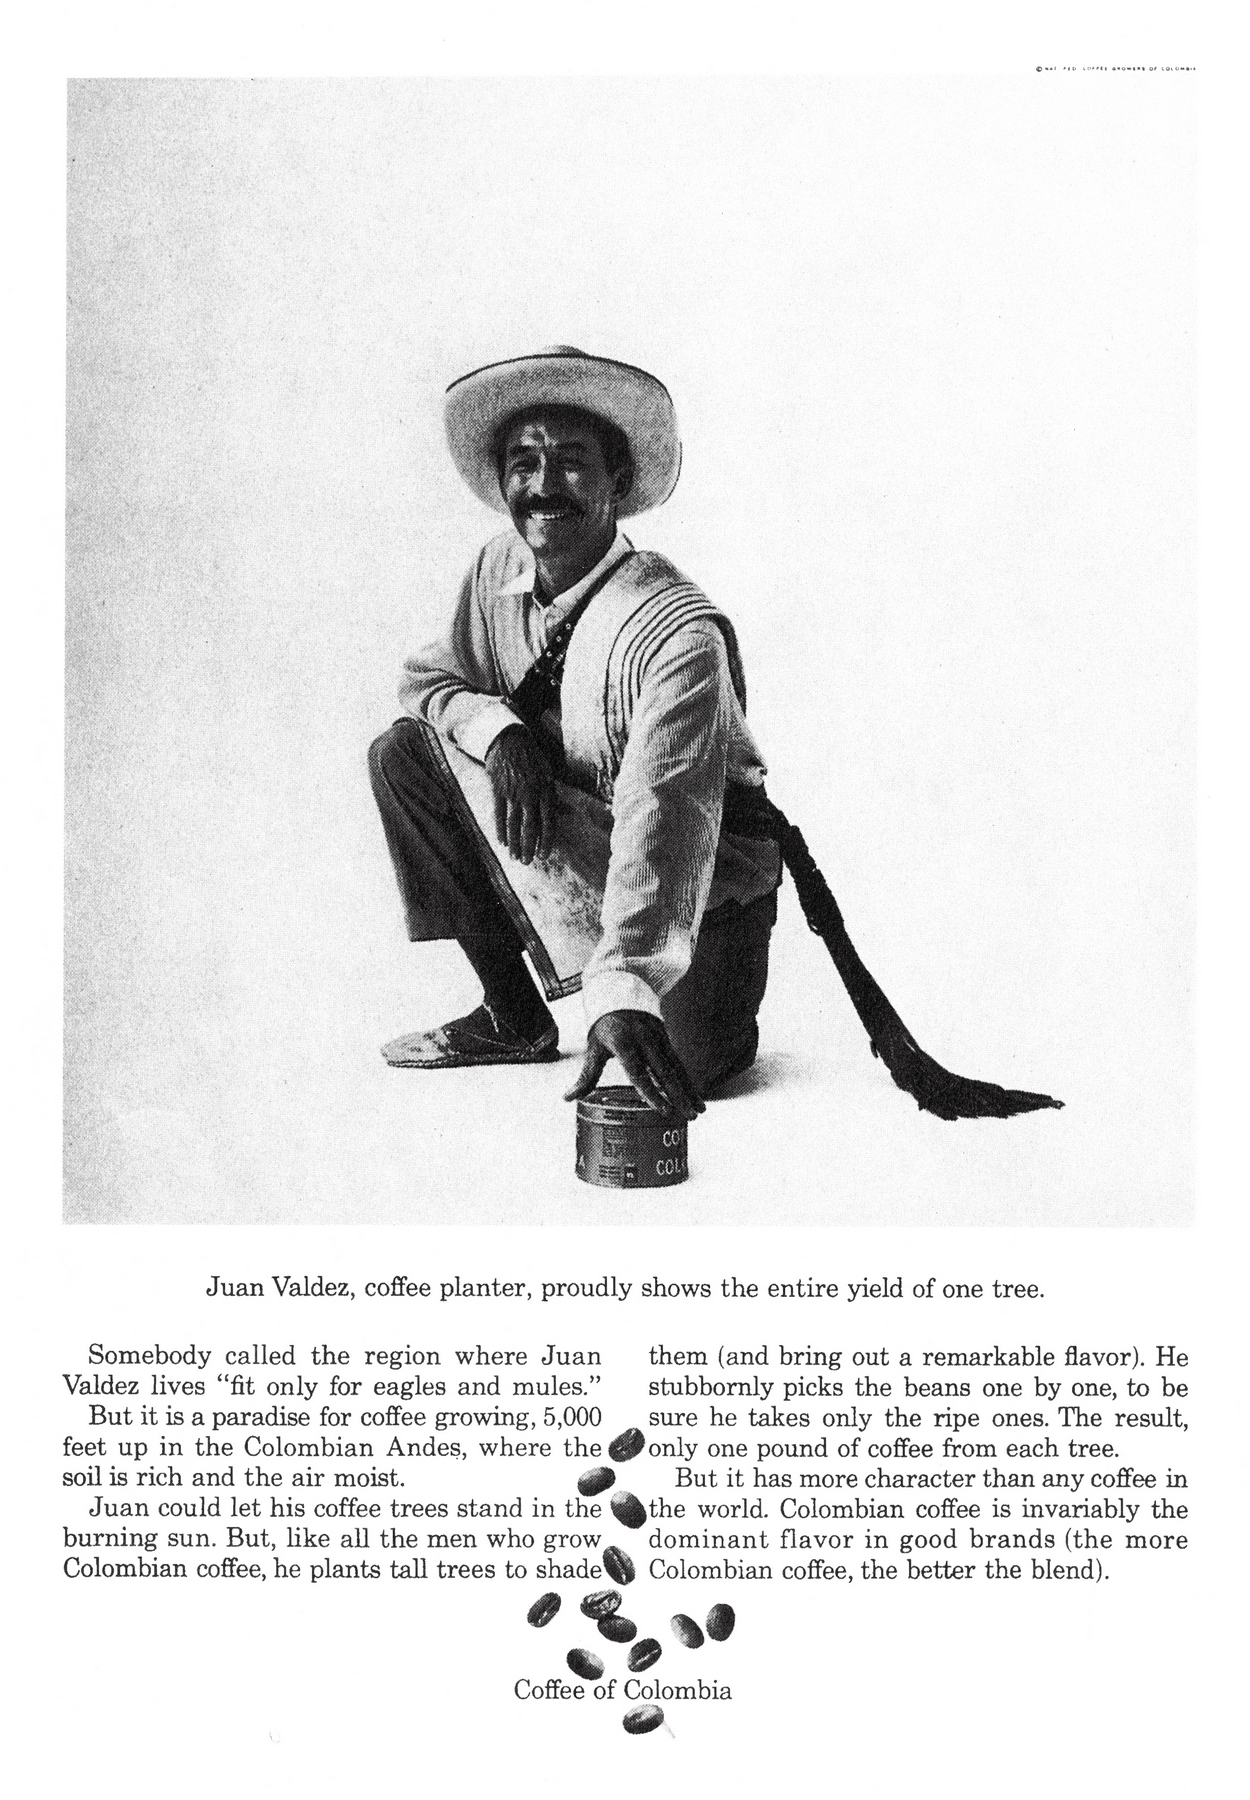 © NAT. FED. COFFEE GROWERS OF COLOMBIA
CO
COL
A
Juan Valdez, coffee planter, proudly shows the entire yield of one tree.
Somebody called the region where Juan
Valdez lives “fit only for eagles and mules.”
But it is a paradise for coffee growing, 5,000
feet up in the Colombian Andes, where the
soil is rich and the air moist.
Juan could let his coffee trees stand in the
burning sun. But, like all the men who grow
Colombian coffee, he plants tall trees to shade
them (and bring out a remarkable flavor). He
stubbornly picks the beans one by one, to be
sure he takes only the ripe ones. The result,
only one pound of coffee from each tree.
But it has more character than any coffee in
the world. Colombian coffee is invariably the
dominant flavor in good brands (the more
Colombian coffee, the better the blend).
Coffee of Colombia